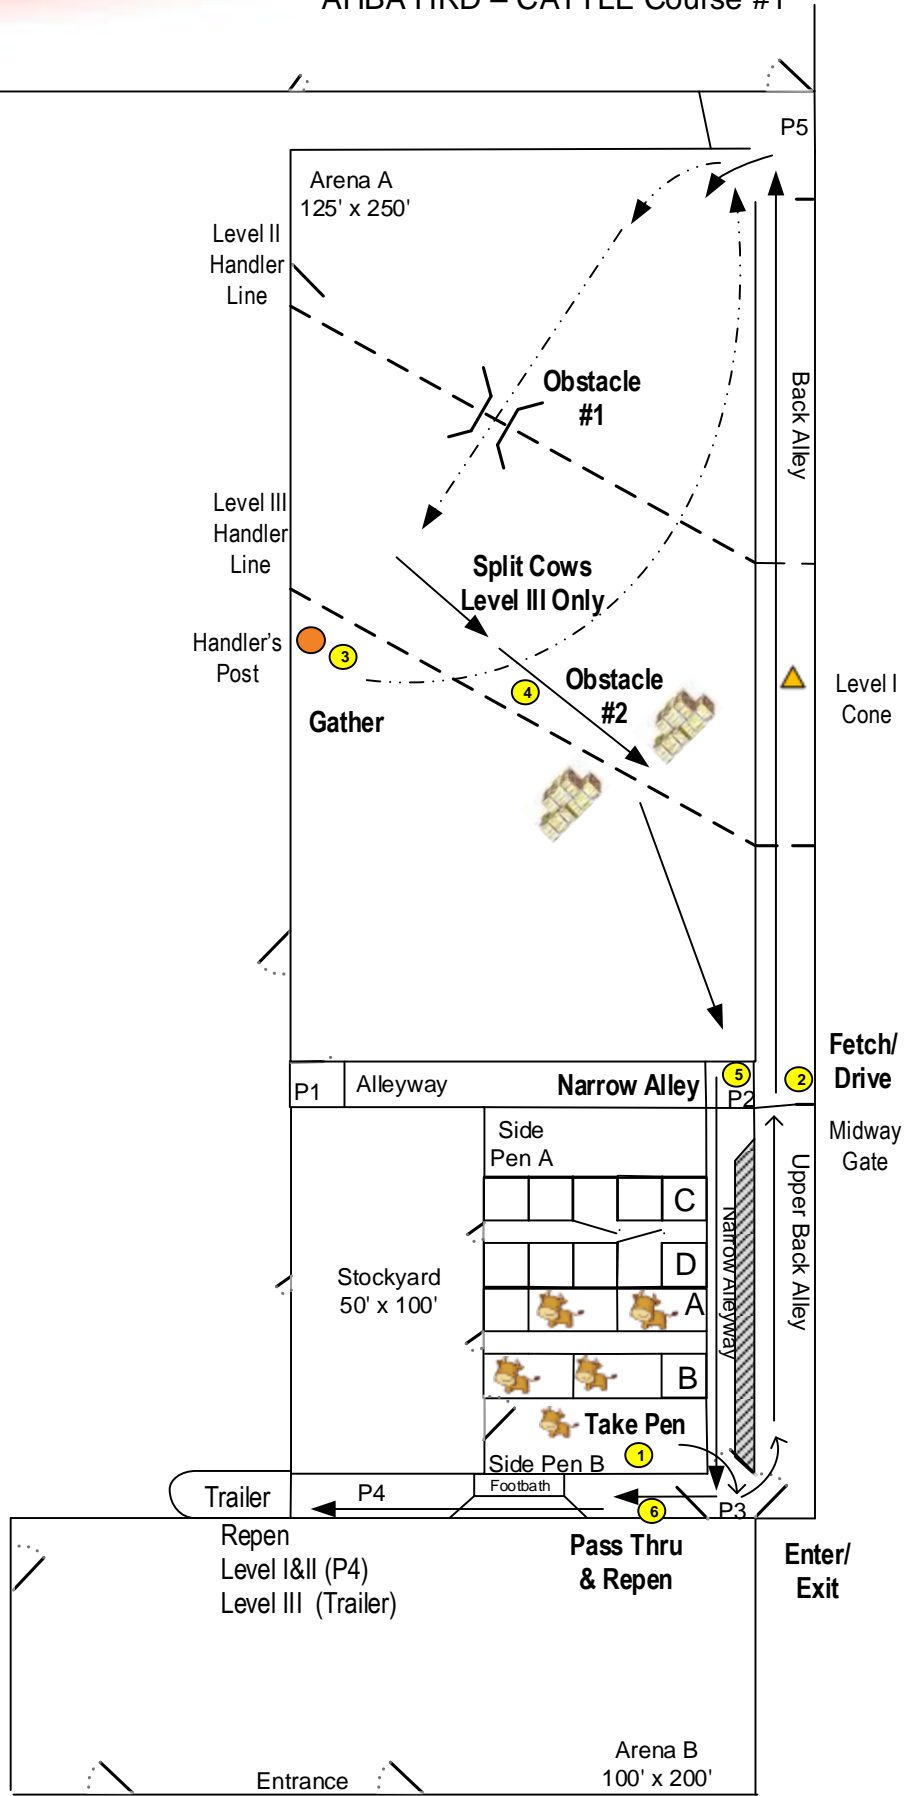 AHBA HRD – CATTLE Course #1
P5
Arena A
125' x 250'
Level II
Handler
Line
Obstacle
#1
Back Alley
Level III
Handler
Line
Split Cows
Level III Only
Handler's
Post
3
4
Obstacle
#2
Level I
Cone
Gather
Fetch/
Drive
2
5
P1
Alleyway
Narrow Alley
P2
Midway
Gate
Side
Pen A
C
D
A
B
Narrow Alleyway
Upper Back Alley
Stockyard
50' x 100'
Take Pen
1
Side Pen B
Footbath
Trailer
P4
P3
6
Repen
Level I&II (P4)
Level III (Trailer)
Pass Thru
& Repen
Enter/
Exit
Arena B
100' x 200'
Entrance